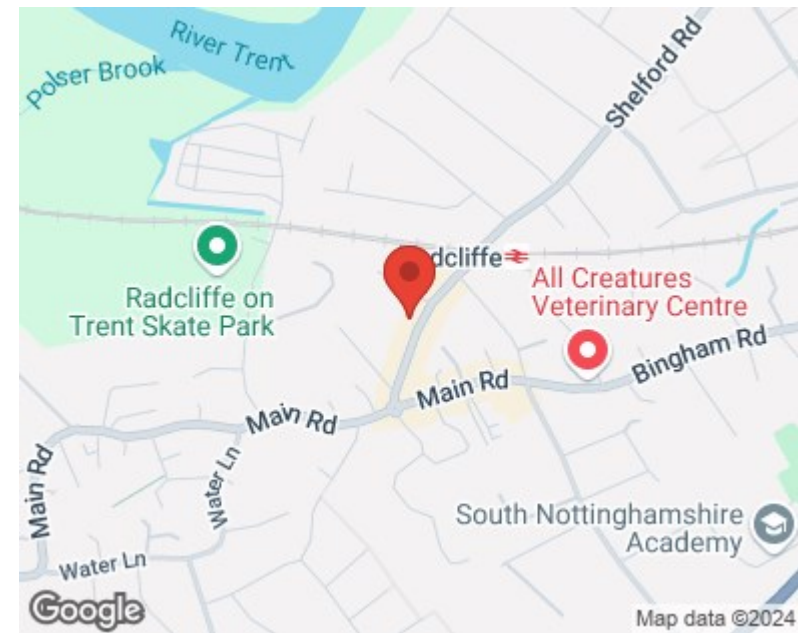 River Trent
Polser Brook
Shelford Rd
dcliffe
All Creatures
Veterinary Centre
Radcliffe on
Trent Skate Park
Bingham Rd
Main Rd
Main Rd
Main Rd
Water Ln
Water Ln
South Nottinghamshire
Academy
Google
Map data ©2024